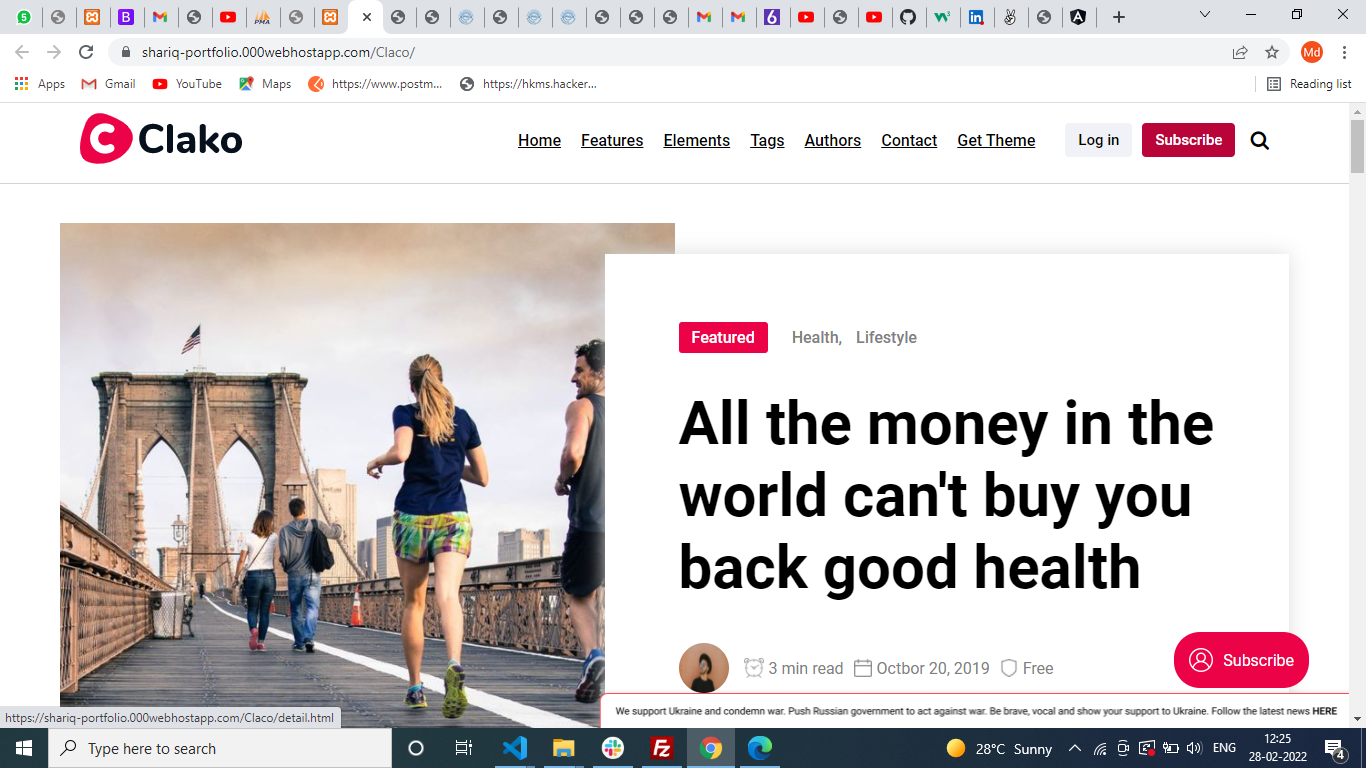 shariq-portfolio.000webhostapp.com/Claco/
Md
Apps
Gmail
YouTube
Maps
https://www.postm...
https://hkms.hacker...
Reading list
Clako
Home
Features
Elements
Tags
Authors
Contact
Get Theme
Log in
Subscribe
Featured
Health,
Lifestyle
All the money in the
world can't buy you
back good health
3 min read
Octbor 20, 2019
Free
Subscribe
We support Ukraine and condemn war. Push Russian government to act against war. Be brave, vocal and show your support to Ukraine. Follow the latest news HERE
https://shariq-portfolio.000webhostapp.com/Claco/detail.html
Type here to search
28°C Sunny
ENG
12:25
28-02-2022
4